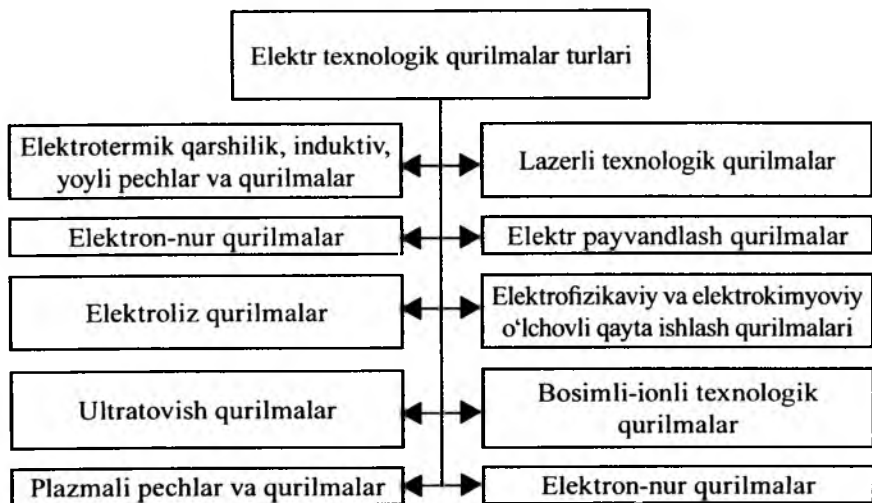 Elektr texnologik qurilmalar turlari
Elektrotermik qarshilik, induktiv,
yoyli pechlar va qurilmalar
Lazerli texnologik qurilmalar
Elektron-nur qurilmalar
Elektr payvandlash qurilmalar
Elektroliz qurilmalar
Elektrofizikaviy va elektrokimyoviy
o‘lchovli qayta ishlash qurilmalari
Ultratovish qurilmalar
Bosimli-ionli texnologik
qurilmalar
Plazmali pechlar va qurilmalar
Elektron-nur qurilmalar